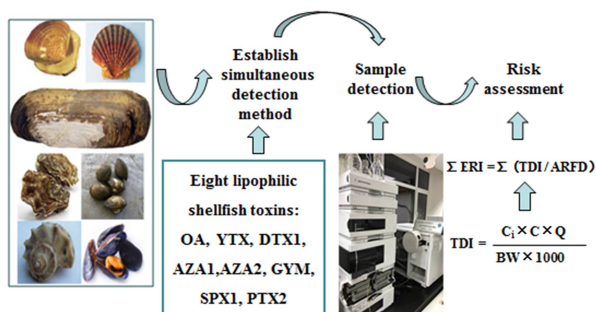 Establish
simultaneous
detection
method
Sample
detection
Risk
assessment
Eight lipophilic
shellfish toxins:
OA, YTX, DTX1,
AZA1,AZA2, GYM,
SPX1, PTX2
Σ ERI = Σ (TDI / ARFD)
TDI = Ci × C × Q
BW × 1000